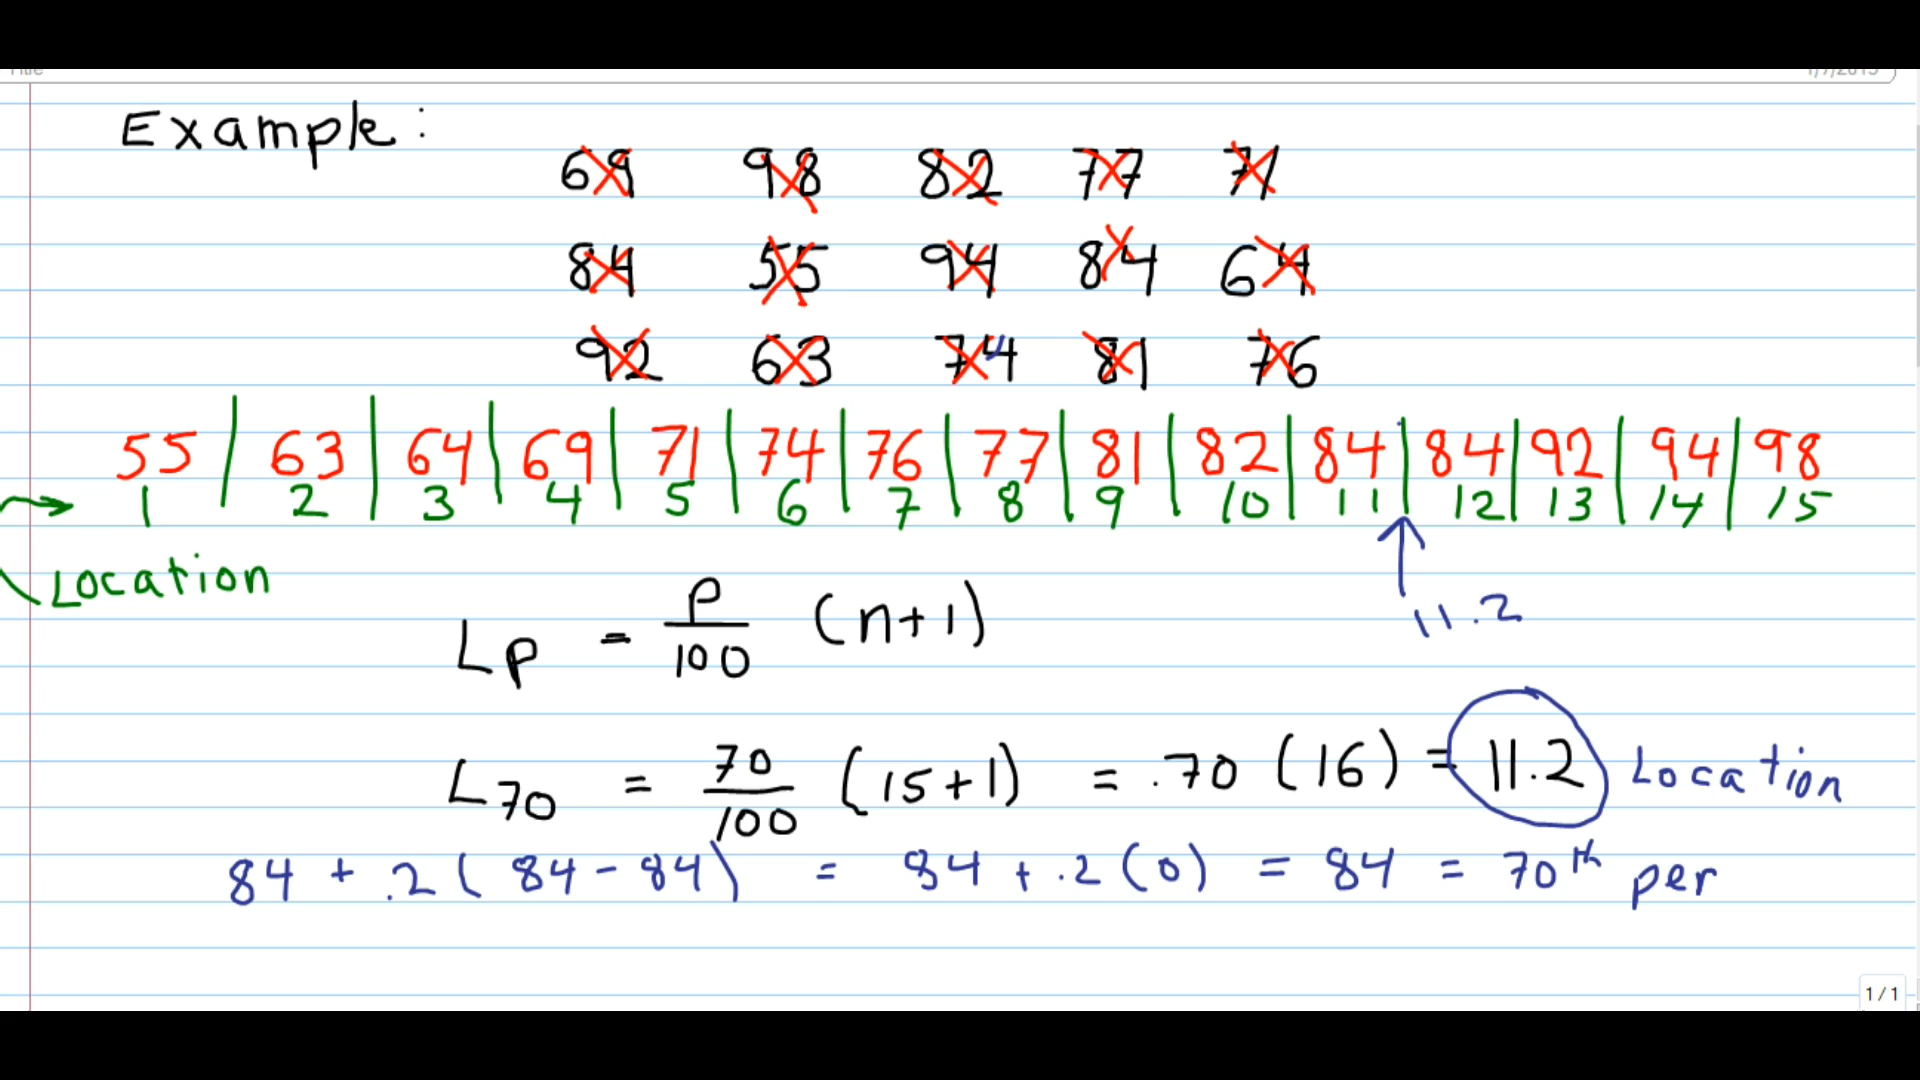 Example:
69 98 82 77 71
84 55 94 84 64
92 63 74 81 76
55 | 63 | 64 | 69 | 71 | 74 | 76 | 77 | 81 | 82 | 84 | 84 | 92 | 94 | 98
1 2 3 4 5 6 7 8 9 10 11 12 13 14 15
Location
11.2
Lp = P/100 (n+1)
L70 = 70/100 (15+1) = .70 (16) = 11.2 Location
84 + .2 (84 - 84) = 84 + .2 (0) = 84 = 70th per
1 / 1